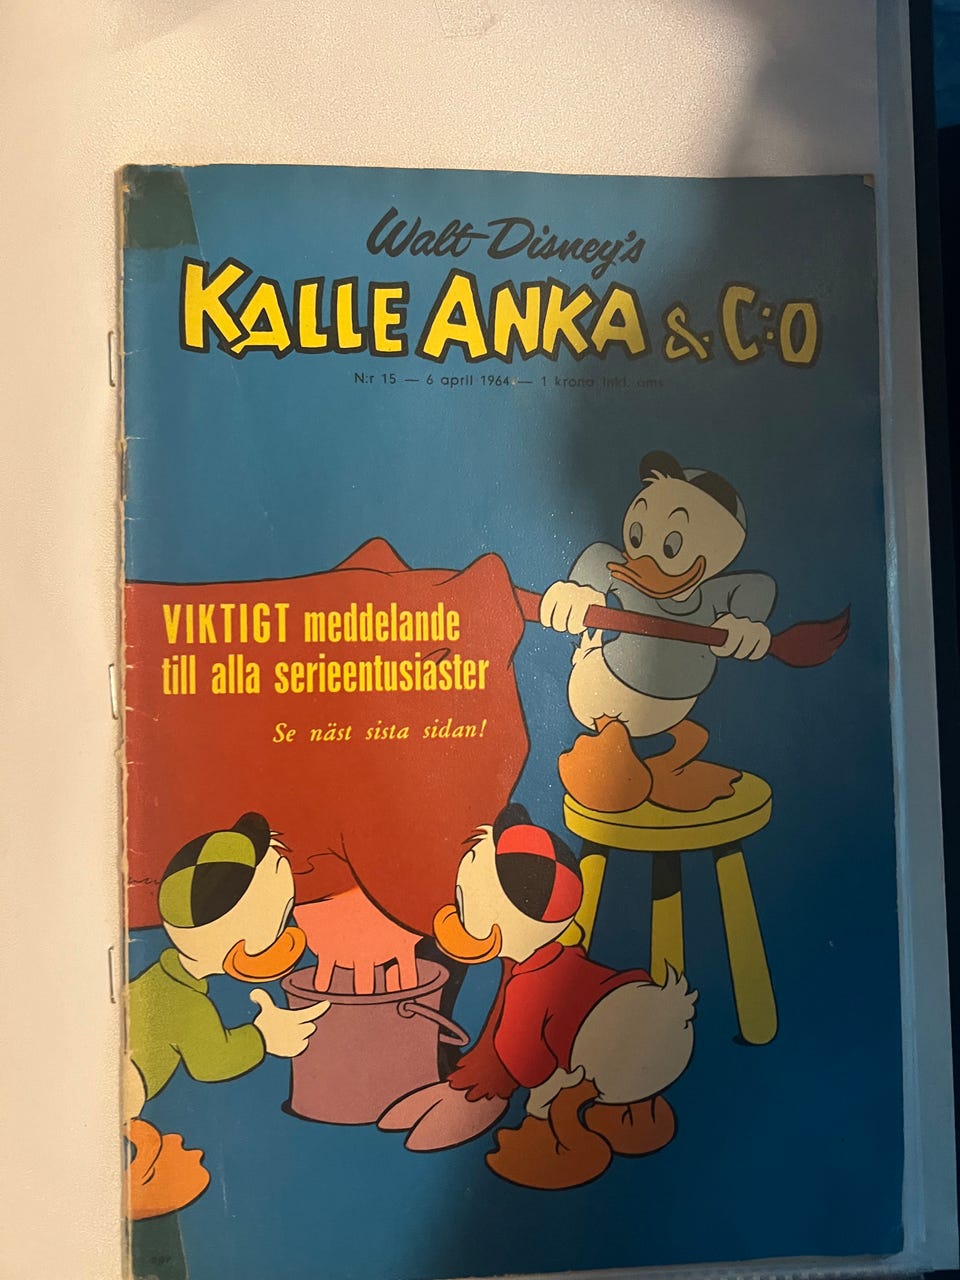 Walt Disney's
KALLE ANKA & C:O
N:r 15 — 6 april 1964 — 1 krona inkl. oms
VIKTIGT meddelande
till alla serieentusiaster
Se näst sista sidan!